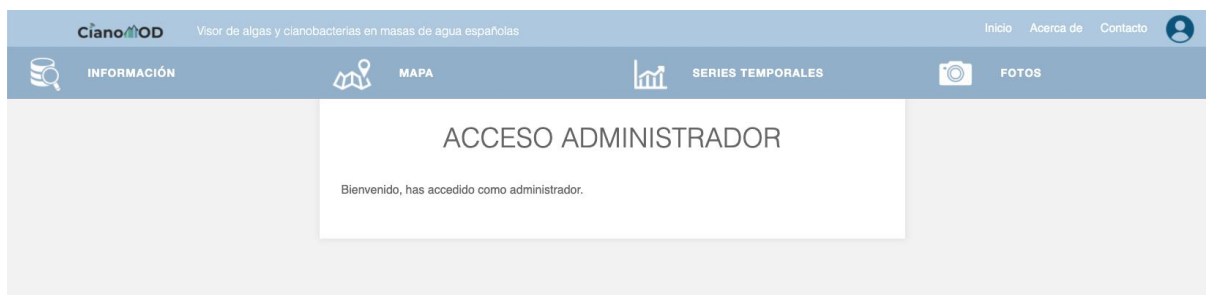 CianoMOD
Visor de algas y cianobacterias en masas de agua españolas
Inicio Acerca de Contacto
INFORMACIÓN
MAPA
SERIES TEMPORALES
FOTOS
ACCESO ADMINISTRADOR
Bienvenido, has accedido como administrador.